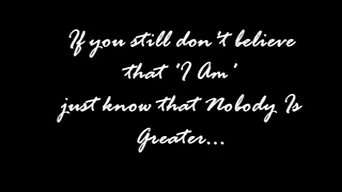 If you still don't believe
that 'I Am'
just know that Nobody Is
Greater...